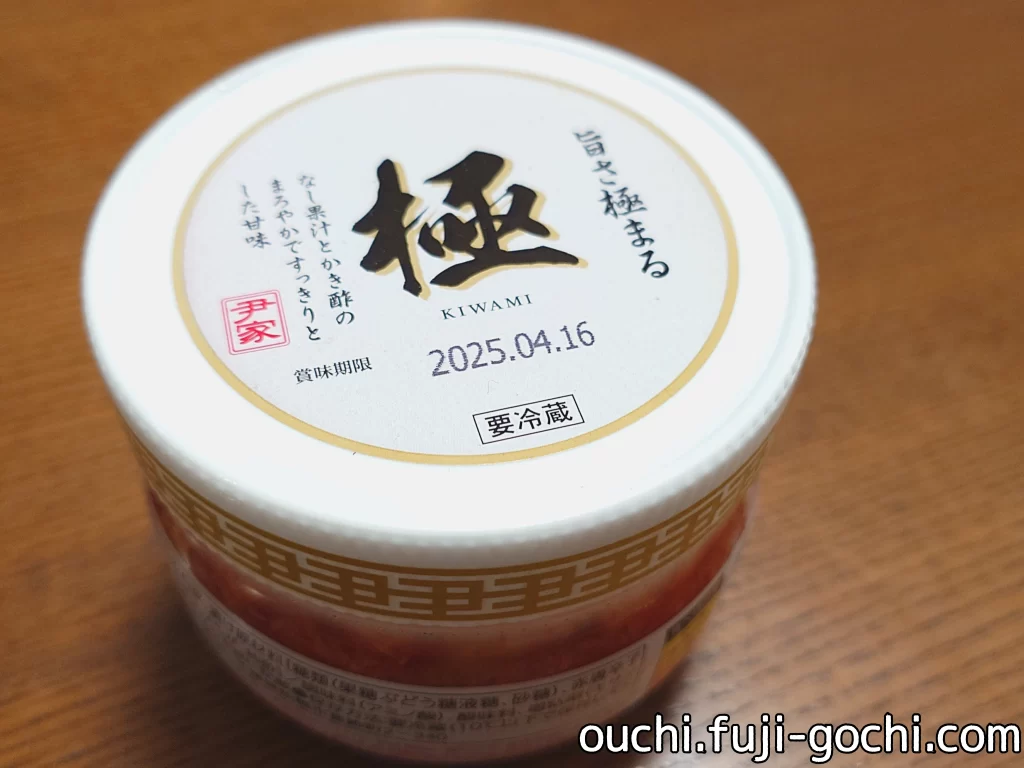 旨さ極まる
極
KIWAMI
なし果汁とかき酢の
まろやかですっきりと
した甘味
尹家
賞味期限
2025.04.16
要冷蔵
ouchi.fuji-gochi.com